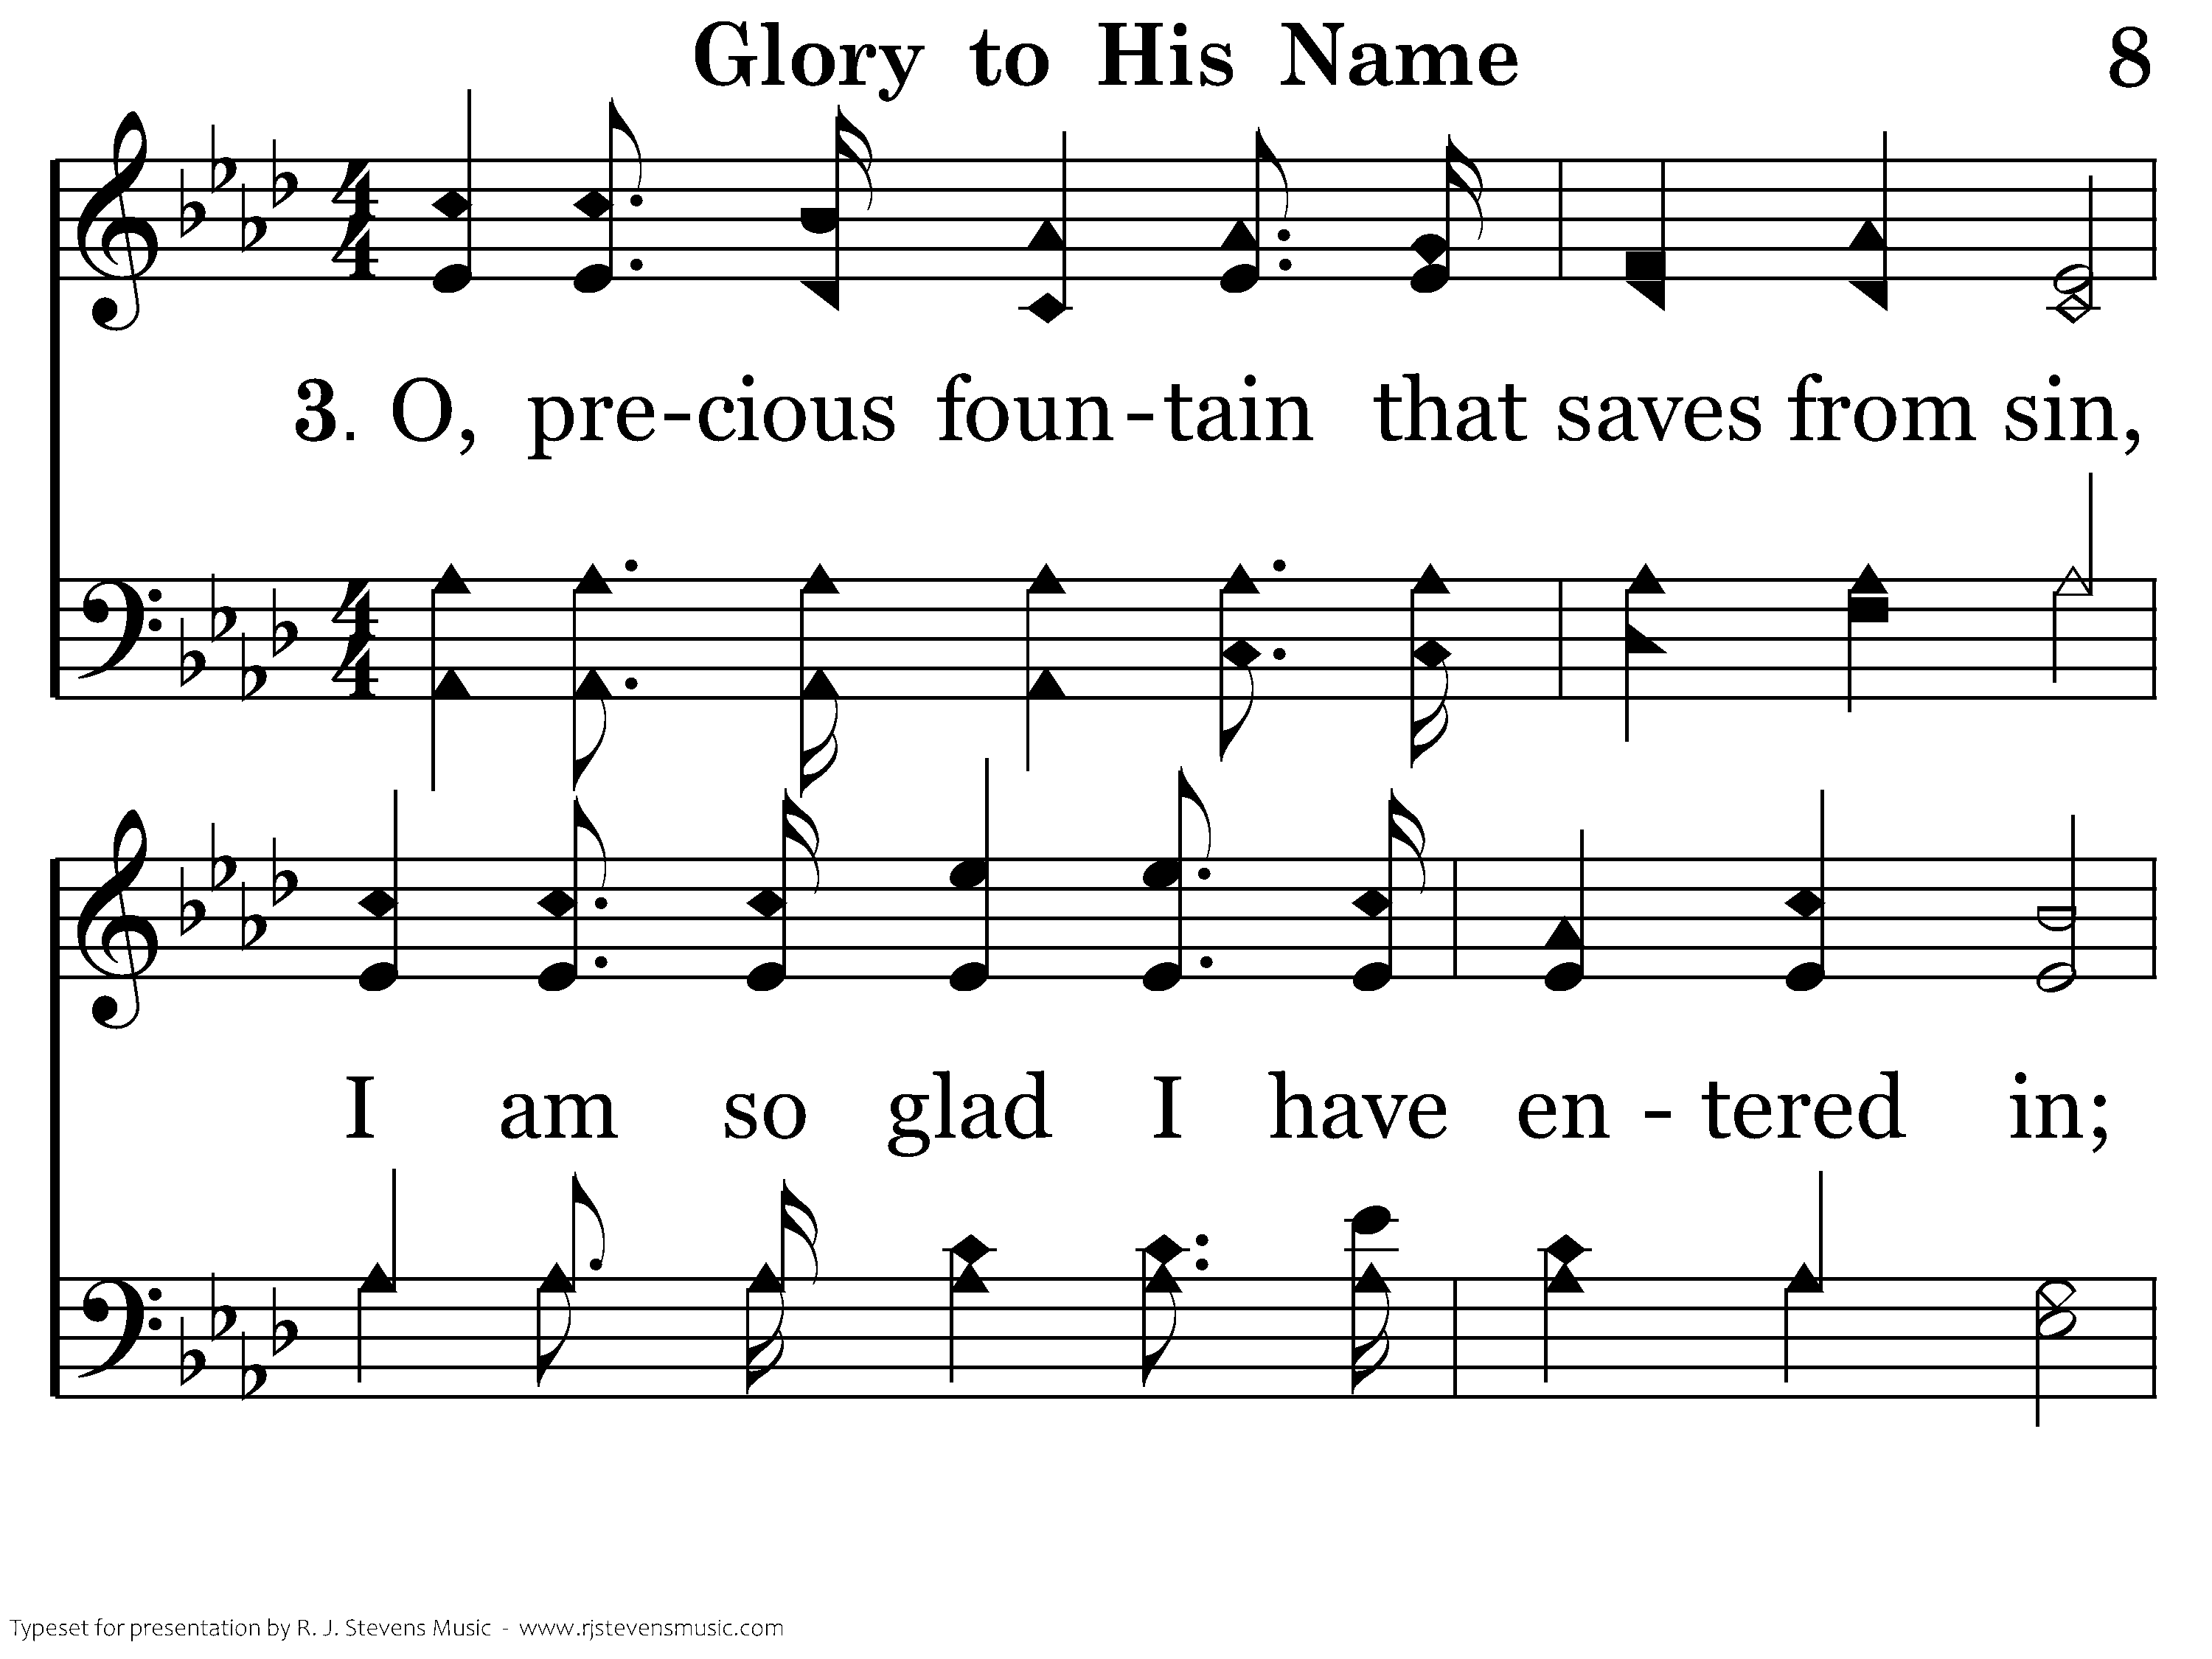 Glory to His Name 8
3. O, pre-cious foun-tain that saves from sin,
I am so glad I have en-tered in;
Typeset for presentation by R. J. Stevens Music - www.rjstevensmusic.com